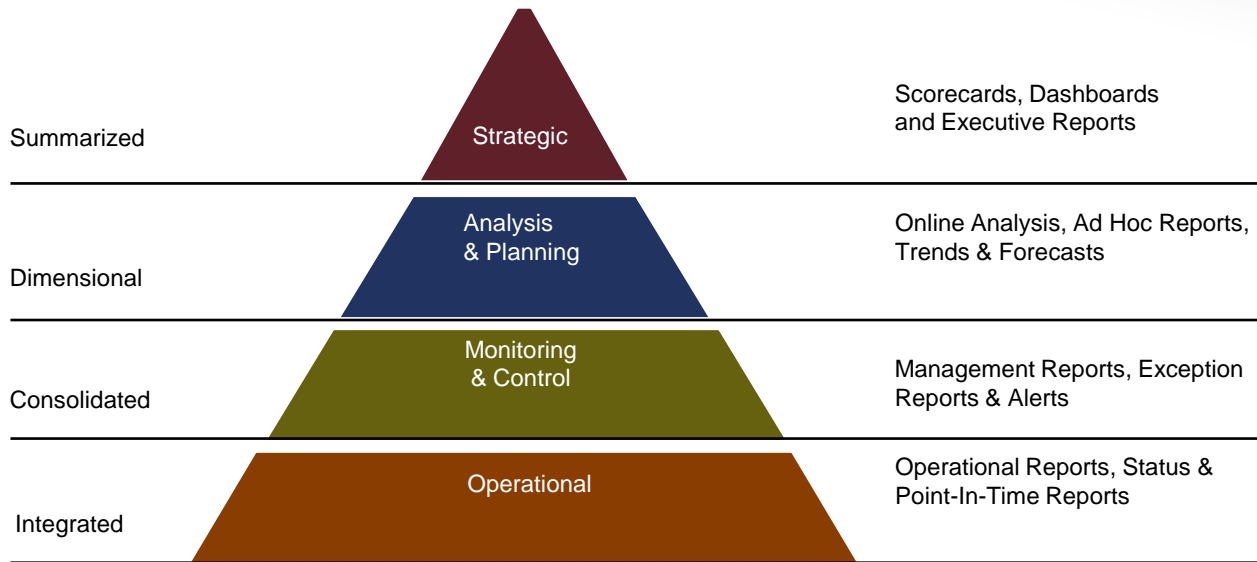 Summarized
Strategic
Scorecards, Dashboards
and Executive Reports
Dimensional
Analysis
& Planning
Online Analysis, Ad Hoc Reports,
Trends & Forecasts
Consolidated
Monitoring
& Control
Management Reports, Exception
Reports & Alerts
Integrated
Operational
Operational Reports, Status &
Point-In-Time Reports